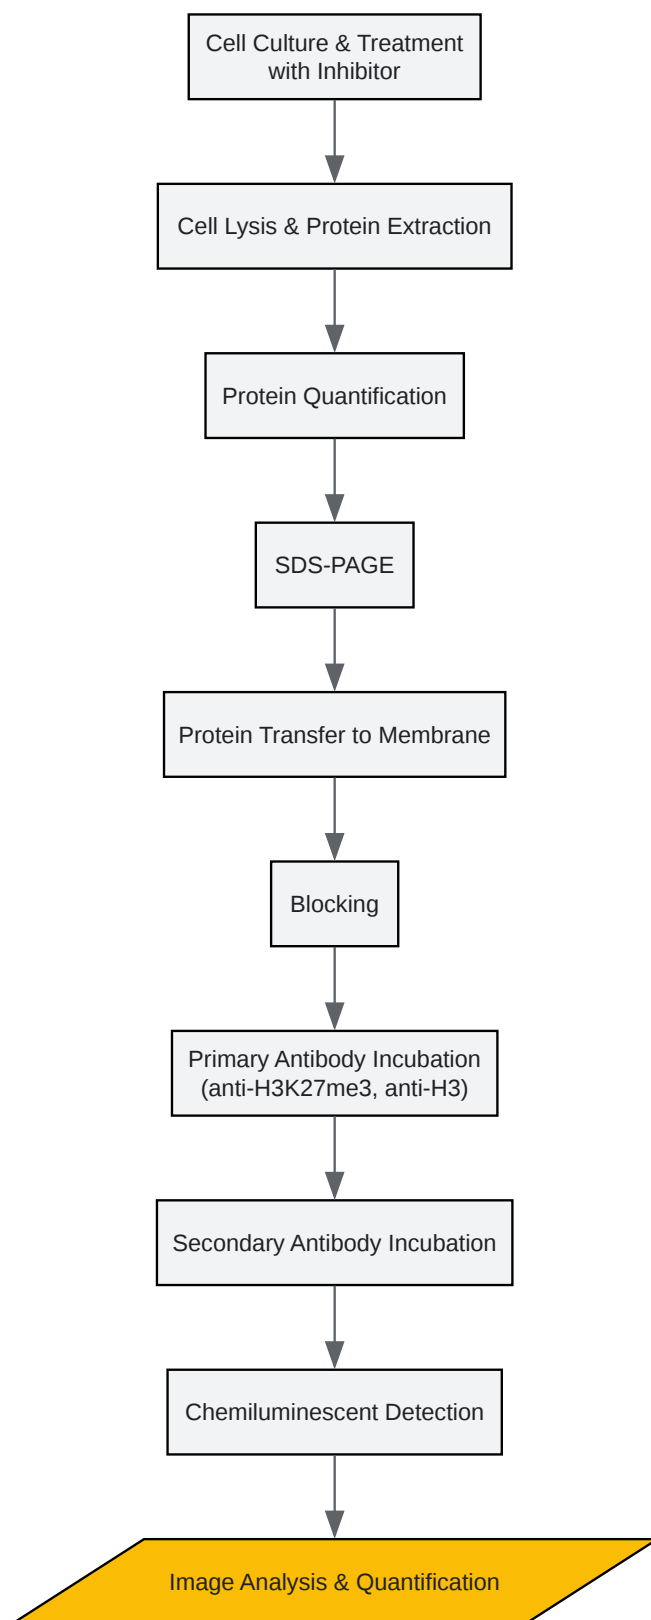 Cell Culture & Treatment
with Inhibitor
Cell Lysis & Protein Extraction
Protein Quantification
SDS-PAGE
Protein Transfer to Membrane
Blocking
Primary Antibody Incubation
(anti-H3K27me3, anti-H3)
Secondary Antibody Incubation
Chemiluminescent Detection
Image Analysis & Quantification